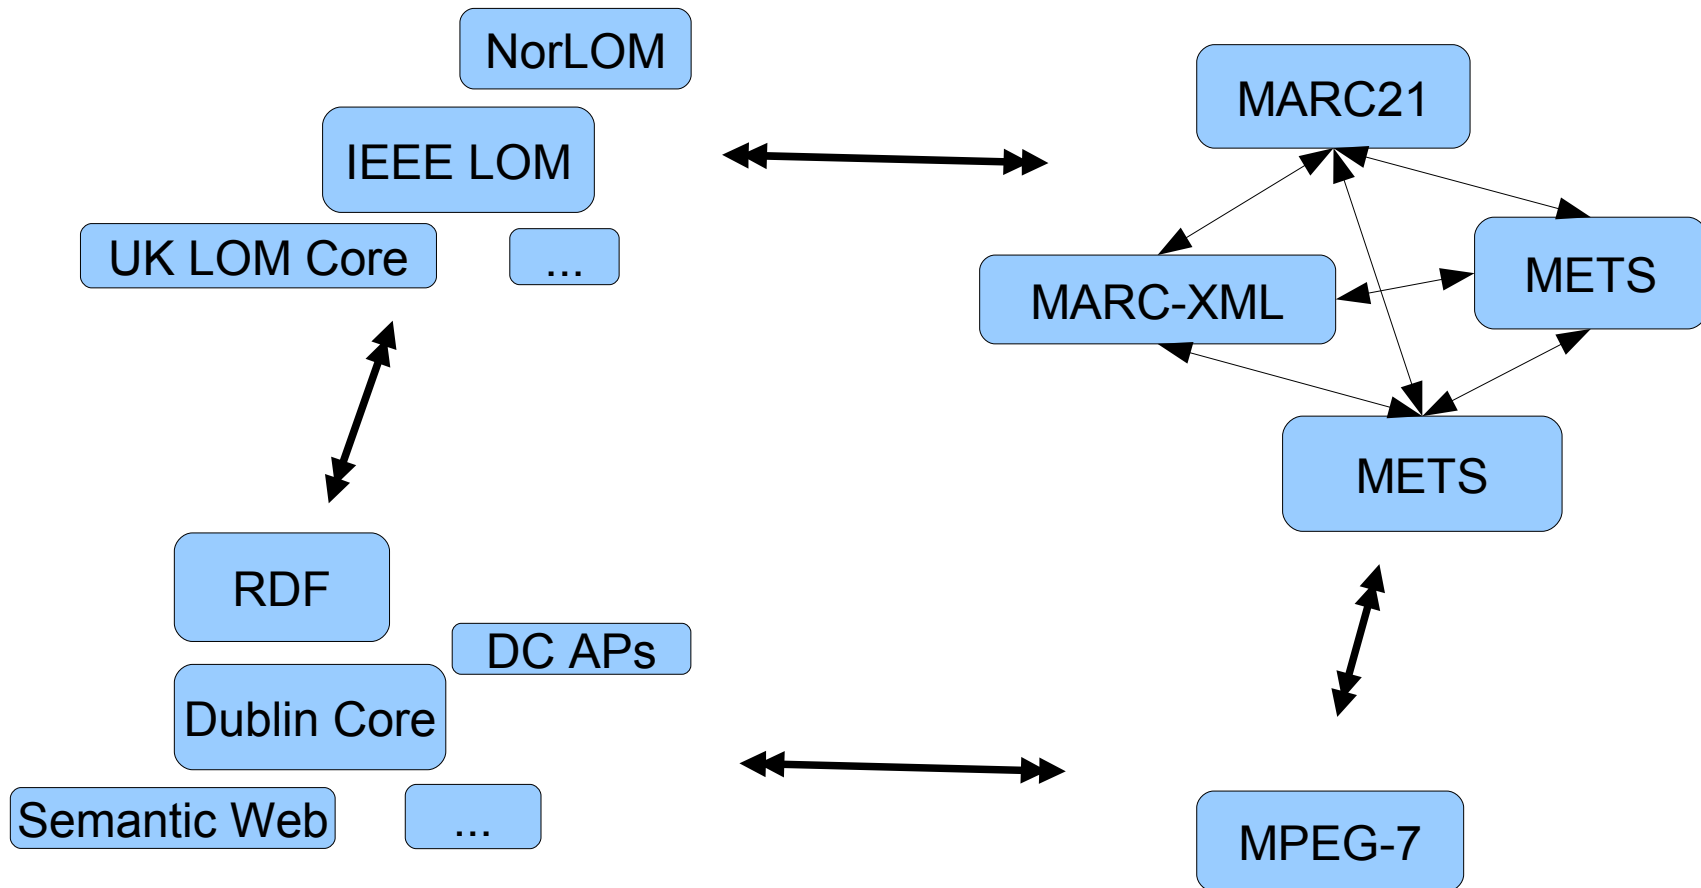 NorLOM
IEEE LOM
UK LOM Core
...
MARC21
MARC-XML
METS
METS
RDF
DC APs
Dublin Core
Semantic Web
...
MPEG-7